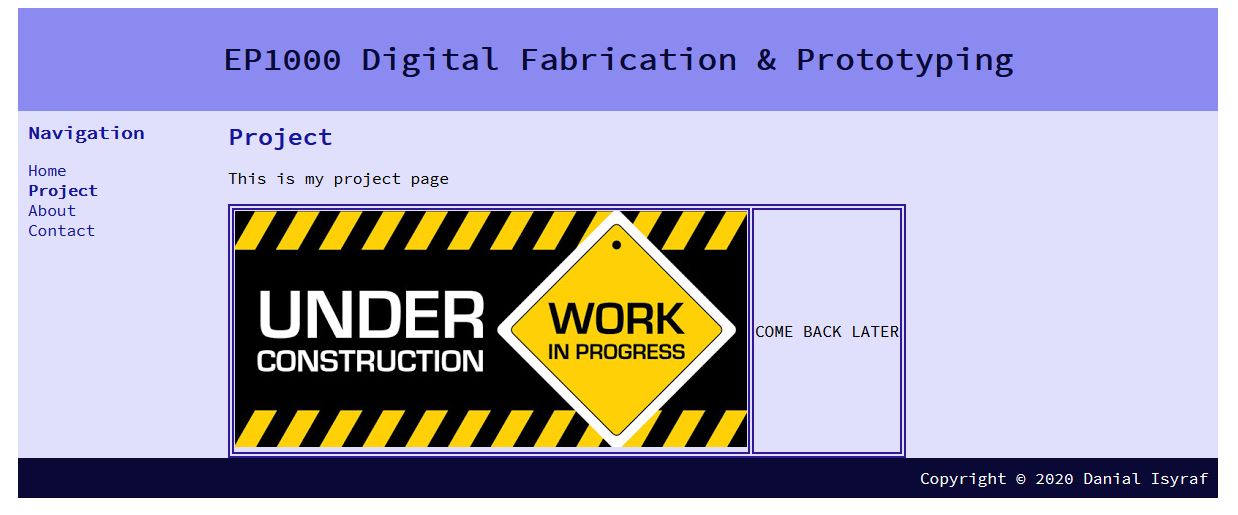 EP1000 Digital Fabrication & Prototyping
Navigation
Home
Project
About
Contact
Project
This is my project page
UNDER
CONSTRUCTION
WORK
IN PROGRESS
COME BACK LATER
Copyright © 2020 Danial Isyraf